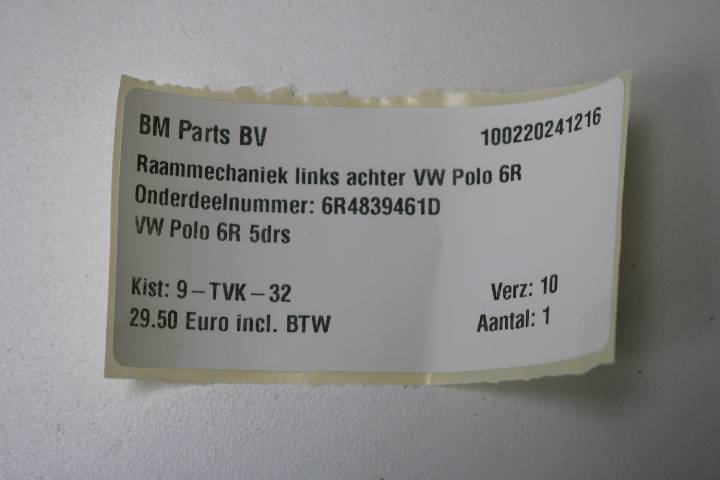 BM Parts BV 100220241216
Raammechaniek links achter VW Polo 6R
Onderdeelnummer: 6R4839461D
VW Polo 6R 5drs
Kist: 9-TVK-32 Verz: 10
29.50 Euro incl. BTW Aantal: 1